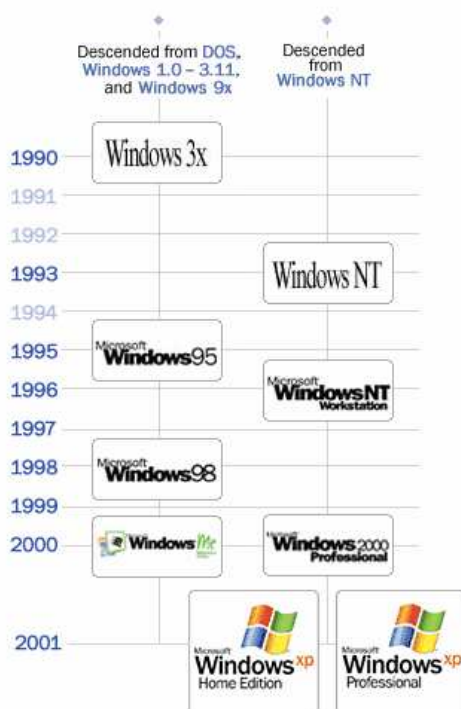 Descended from DOS,
Windows 1.0 – 3.11,
and Windows 9x
Descended
from
Windows NT
1990
Windows 3x
1991
1992
1993
Windows NT
1994
1995
Microsoft
Windows95
1996
Microsoft
WindowsNT
Workstation
1997
1998
Microsoft
Windows98
1999
2000
Windows Me
Microsoft
Windows2000
Professional
2001
Microsoft
Windows xp
Home Edition
Microsoft
Windows xp
Professional